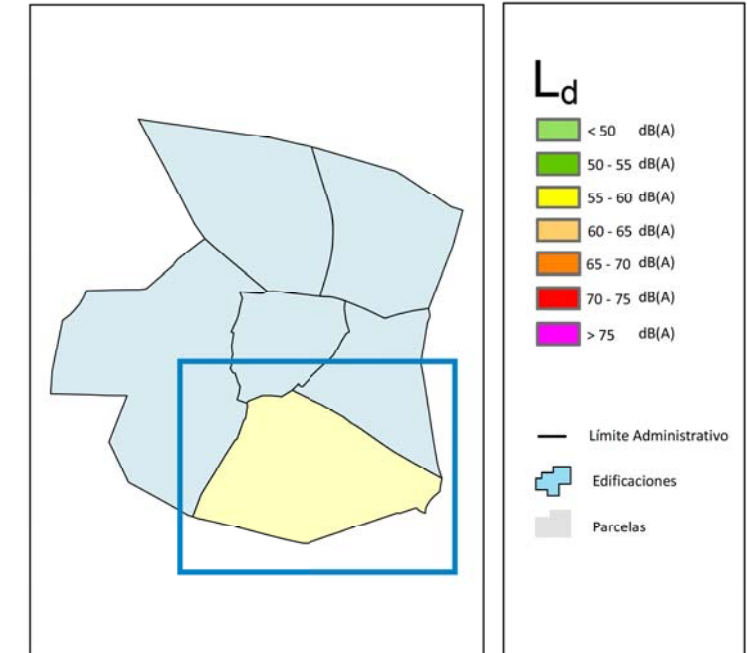 Ld
< 50 dB(A)
50 - 55 dB(A)
55 - 60 dB(A)
60 - 65 dB(A)
65 - 70 dB(A)
70 - 75 dB(A)
> 75 dB(A)
Límite Administrativo
Edificaciones
Parcelas